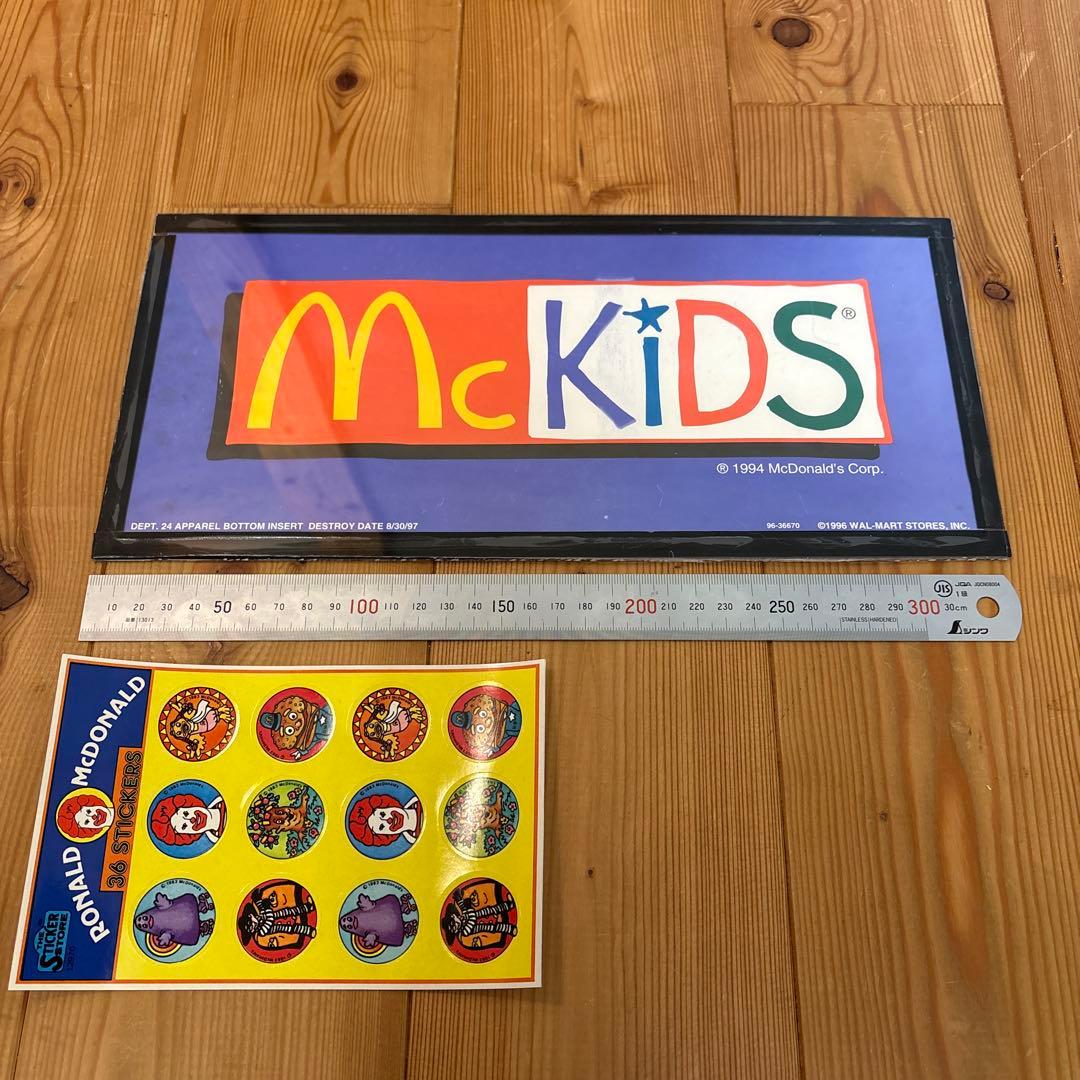 McKiDS®
® 1994 McDonald's Corp.
DEPT. 24 APPAREL BOTTOM INSERT DESTROY DATE 8/30/97
96-36670 ©1996 WAL-MART STORES, INC.
10 20 30 40 50 60 70 80 90 100 110 120 130 140 150 160 170 180 190 200 210 220 230 240 250 260 270 280 290 300 30cm
JIS JQA
1級
STAINLESS HARDENED
シンワ
RONALD McDONALD
36 STICKERS
THE STICKER STORE